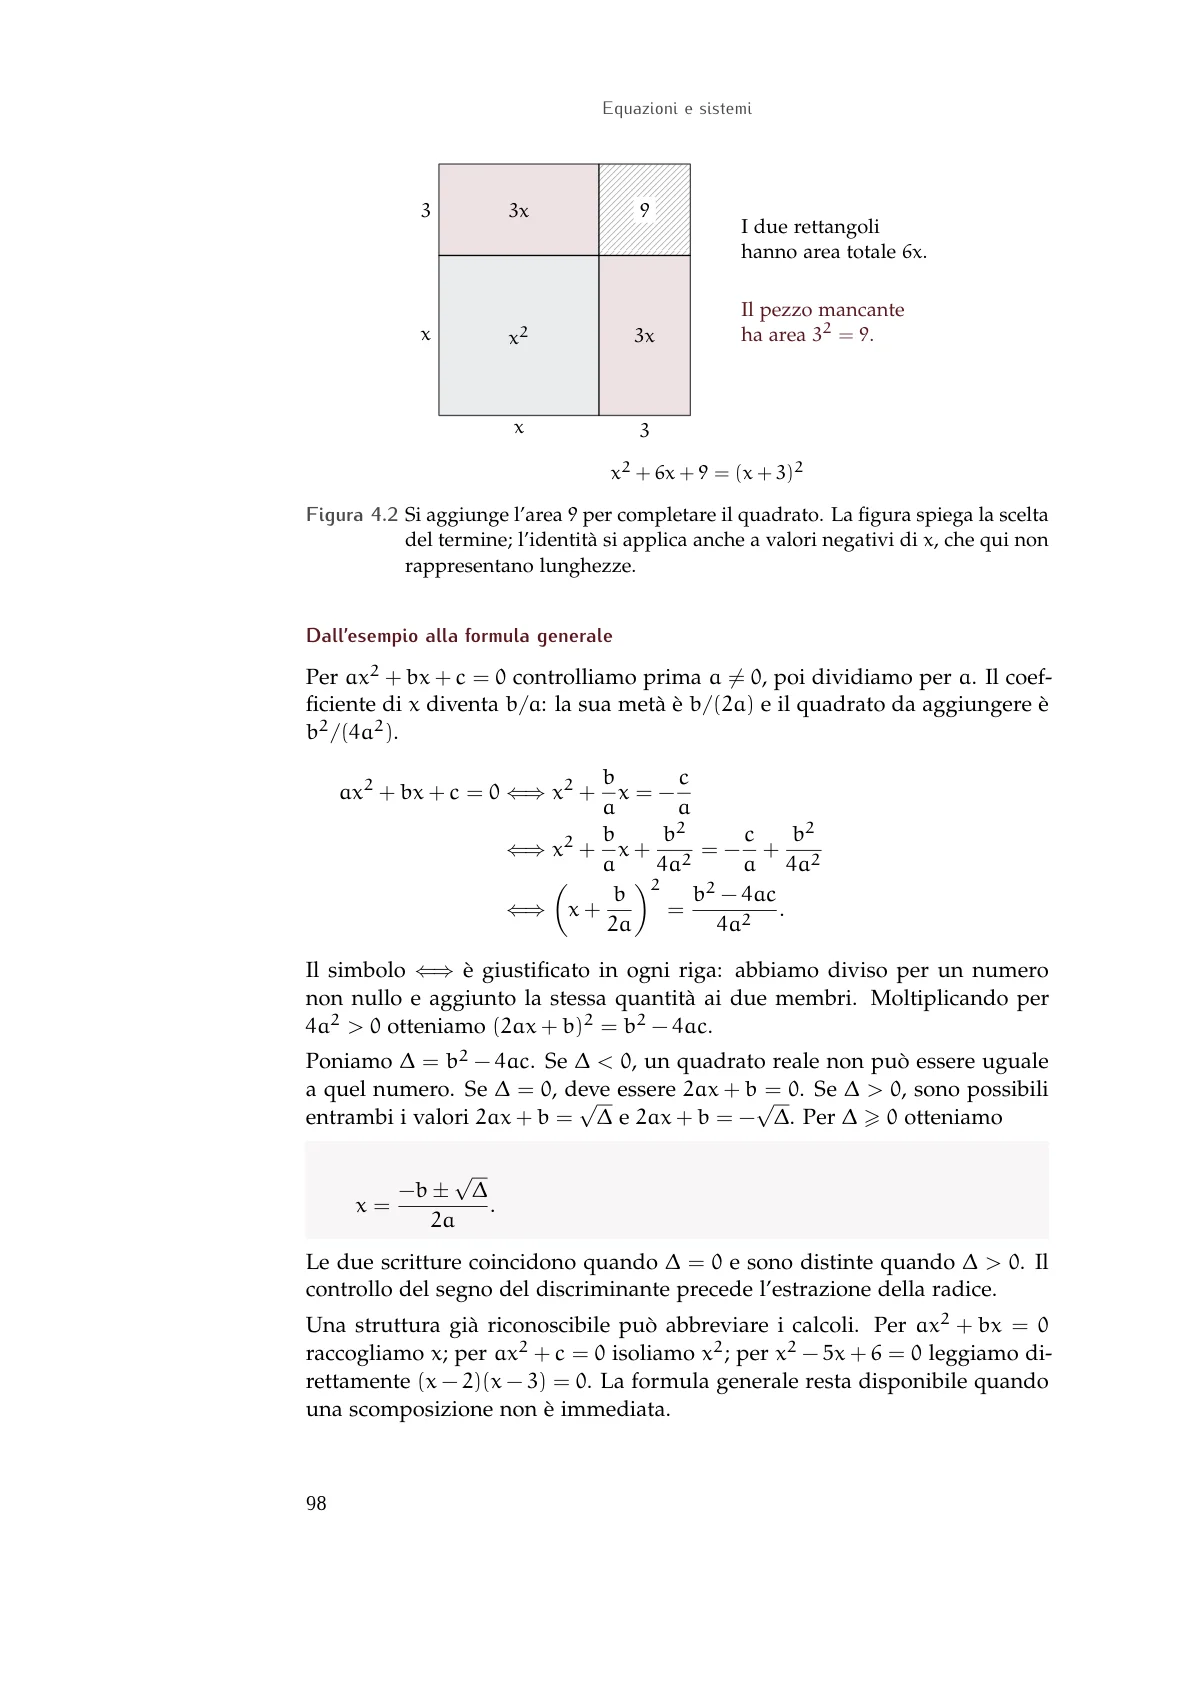 Equazioni e sistemi
3
3x
9
I due rettangoli
hanno area totale 6x.
x
x²
3x
Il pezzo mancante
ha area 3² = 9.
x
3
x² + 6x + 9 = (x + 3)²
Figura 4.2 Si aggiunge l'area 9 per completare il quadrato. La figura spiega la scelta
del termine; l'identità si applica anche a valori negativi di x, che qui non
rappresentano lunghezze.
Dall'esempio alla formula generale
Per ax² + bx + c = 0 controlliamo prima a ≠ 0, poi dividiamo per a. Il coef-
ficiente di x diventa b/a: la sua metà è b/(2a) e il quadrato da aggiungere è
b²/(4a²).
ax² + bx + c = 0 ⟺ x² + b/a x = − c/a
⟺ x² + b/a x + b²/4a² = − c/a + b²/4a²
⟺ (x + b/2a)² = b² − 4ac/4a².
Il simbolo ⟺ è giustificato in ogni riga: abbiamo diviso per un numero
non nullo e aggiunto la stessa quantità ai due membri. Moltiplicando per
4a² > 0 otteniamo (2ax + b)² = b² − 4ac.
Poniamo Δ = b² − 4ac. Se Δ < 0, un quadrato reale non può essere uguale
a quel numero. Se Δ = 0, deve essere 2ax + b = 0. Se Δ > 0, sono possibili
entrambi i valori 2ax + b = √Δ e 2ax + b = −√Δ. Per Δ ⩾ 0 otteniamo
x = −b ± √Δ/2a.
Le due scritture coincidono quando Δ = 0 e sono distinte quando Δ > 0. Il
controllo del segno del discriminante precede l'estrazione della radice.
Una struttura già riconoscibile può abbreviare i calcoli. Per ax² + bx = 0
raccogliamo x; per ax² + c = 0 isoliamo x²; per x² − 5x + 6 = 0 leggiamo di-
rettamente (x − 2)(x − 3) = 0. La formula generale resta disponibile quando
una scomposizione non è immediata.
98